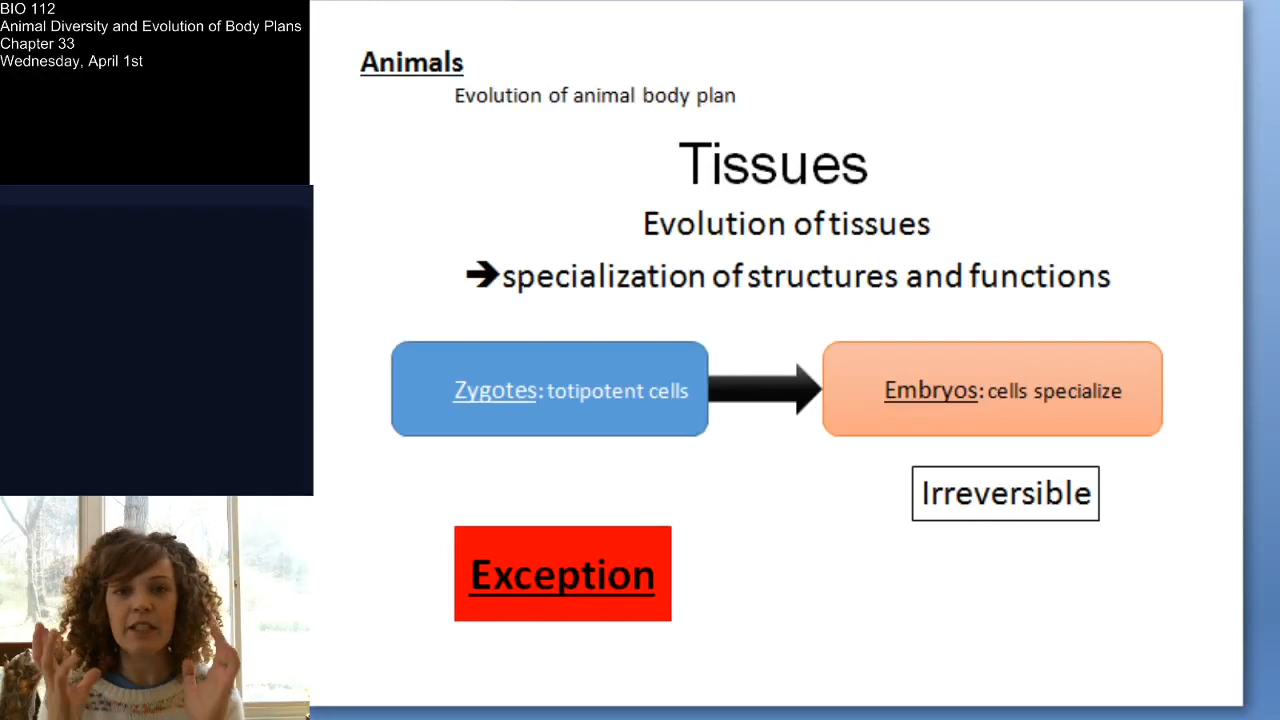 BIO 112
Animal Diversity and Evolution of Body Plans
Chapter 33
Wednesday, April 1st
Animals
Evolution of animal body plan
Tissues
Evolution of tissues
➔specialization of structures and functions
Zygotes: totipotent cells
Embryos: cells specialize
Irreversible
Exception